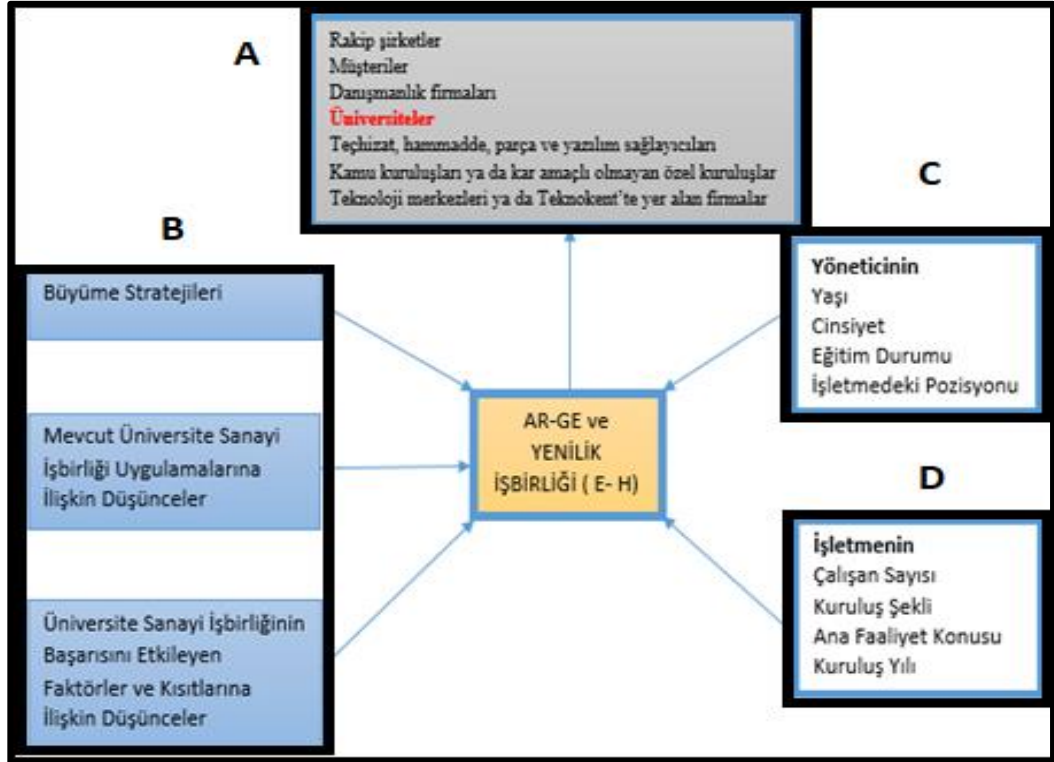 A
Rakip şirketler
Müşteriler
Danışmanlık firmaları
Üniversiteler
Teçhizat, hammadde, parça ve yazılım sağlayıcıları
Kamu kuruluşları ya da kar amaçlı olmayan özel kuruluşlar
Teknoloji merkezleri ya da Teknokent’te yer alan firmalar
B
Büyüme Stratejileri
Mevcut Üniversite Sanayi
İşbirliği Uygulamalarına
İlişkin Düşünceler
Üniversite Sanayi İşbirliğinin
Başarısını Etkileyen
Faktörler ve Kısıtlarına
İlişkin Düşünceler
AR-GE ve
YENİLİK
İŞBİRLİĞİ ( E- H)
C
Yöneticinin
Yaşı
Cinsiyet
Eğitim Durumu
İşletmedeki Pozisyonu
D
İşletmenin
Çalışan Sayısı
Kuruluş Şekli
Ana Faaliyet Konusu
Kuruluş Yılı